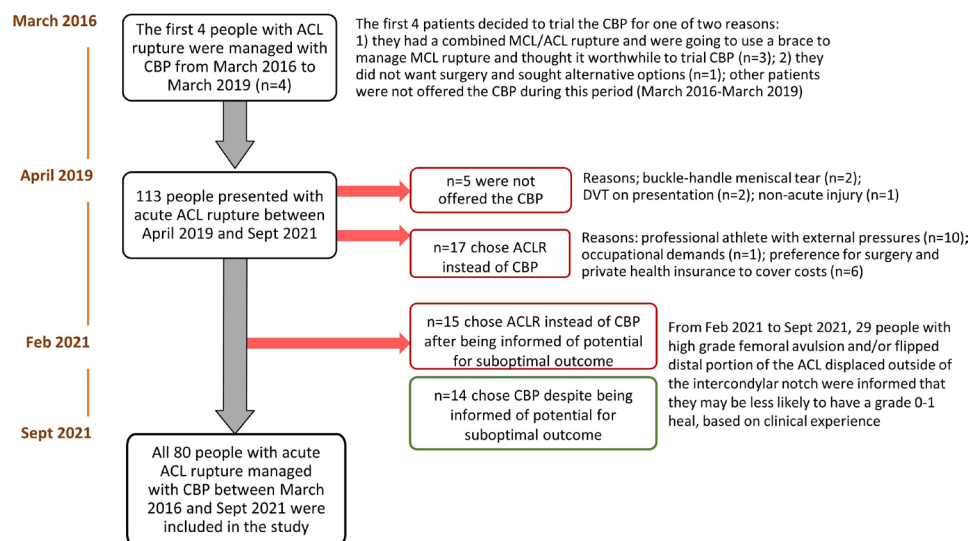 March 2016
The first 4 people with ACL
rupture were managed with
CBP from March 2016 to
March 2019 (n=4)
The first 4 patients decided to trial the CBP for one of two reasons:
1) they had a combined MCL/ACL rupture and were going to use a brace to
manage MCL rupture and thought it worthwhile to trial CBP (n=3); 2) they
did not want surgery and sought alternative options (n=1); other patients
were not offered the CBP during this period (March 2016-March 2019)
April 2019
113 people presented with
acute ACL rupture between
April 2019 and Sept 2021
n=5 were not
offered the CBP
Reasons; buckle-handle meniscal tear (n=2);
DVT on presentation (n=2); non-acute injury (n=1)
n=17 chose ACLR
instead of CBP
Reasons: professional athlete with external pressures (n=10);
occupational demands (n=1); preference for surgery and
private health insurance to cover costs (n=6)
Feb 2021
n=15 chose ACLR instead of CBP
after being informed of potential
for suboptimal outcome
n=14 chose CBP despite being
informed of potential for
suboptimal outcome
From Feb 2021 to Sept 2021, 29 people with
high grade femoral avulsion and/or flipped
distal portion of the ACL displaced outside
of the intercondylar notch were informed that
they may be less likely to have a grade 0-1
heal, based on clinical experience
Sept 2021
All 80 people with acute
ACL rupture managed
with CBP between March
2016 and Sept 2021 were
included in the study